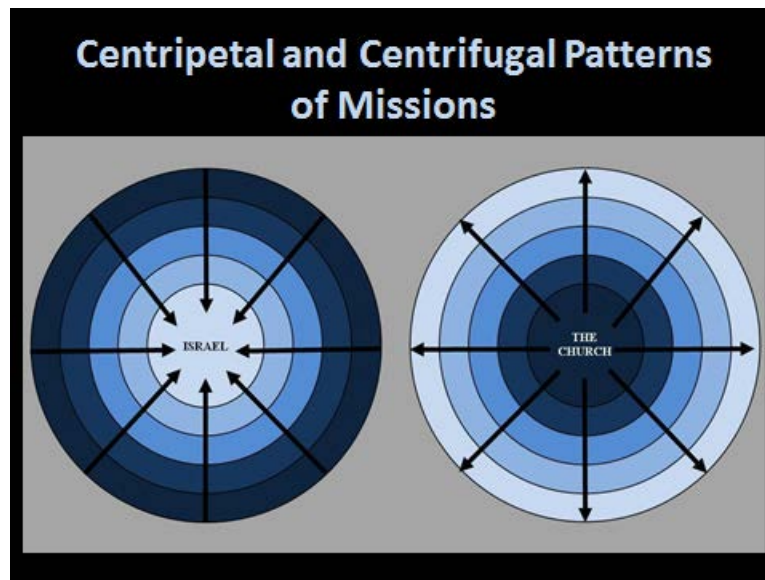 Centripetal and Centrifugal Patterns
of Missions
ISRAEL
THE
CHURCH